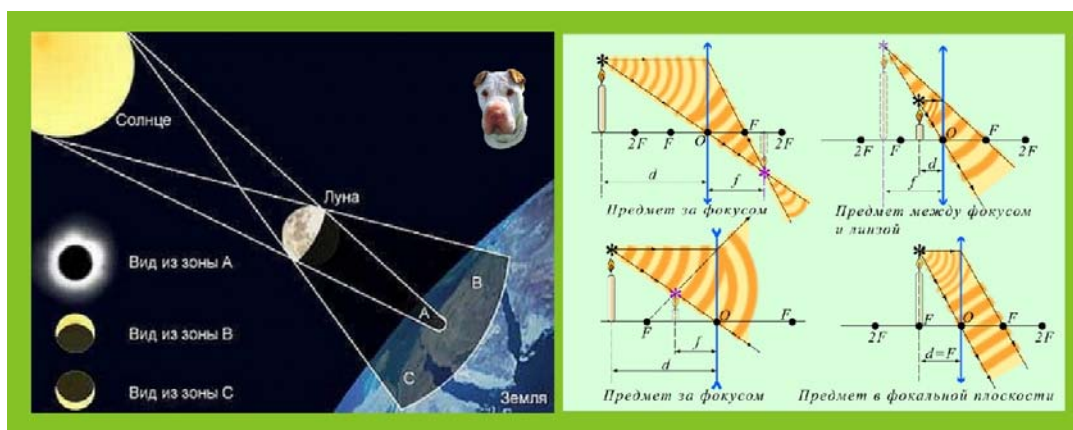 Солнце
Луна
Вид из зоны А
Вид из зоны В
Вид из зоны С
А
В
С
Земля
2F
F
O
F
2F
d
f
Предмет за фокусом
2F
F
O
F
2F
d
f
Предмет между фокусом
и линзой
F
O
F
f
d
Предмет за фокусом
2F
F
O
F
2F
d=F
Предмет в фокальной плоскости